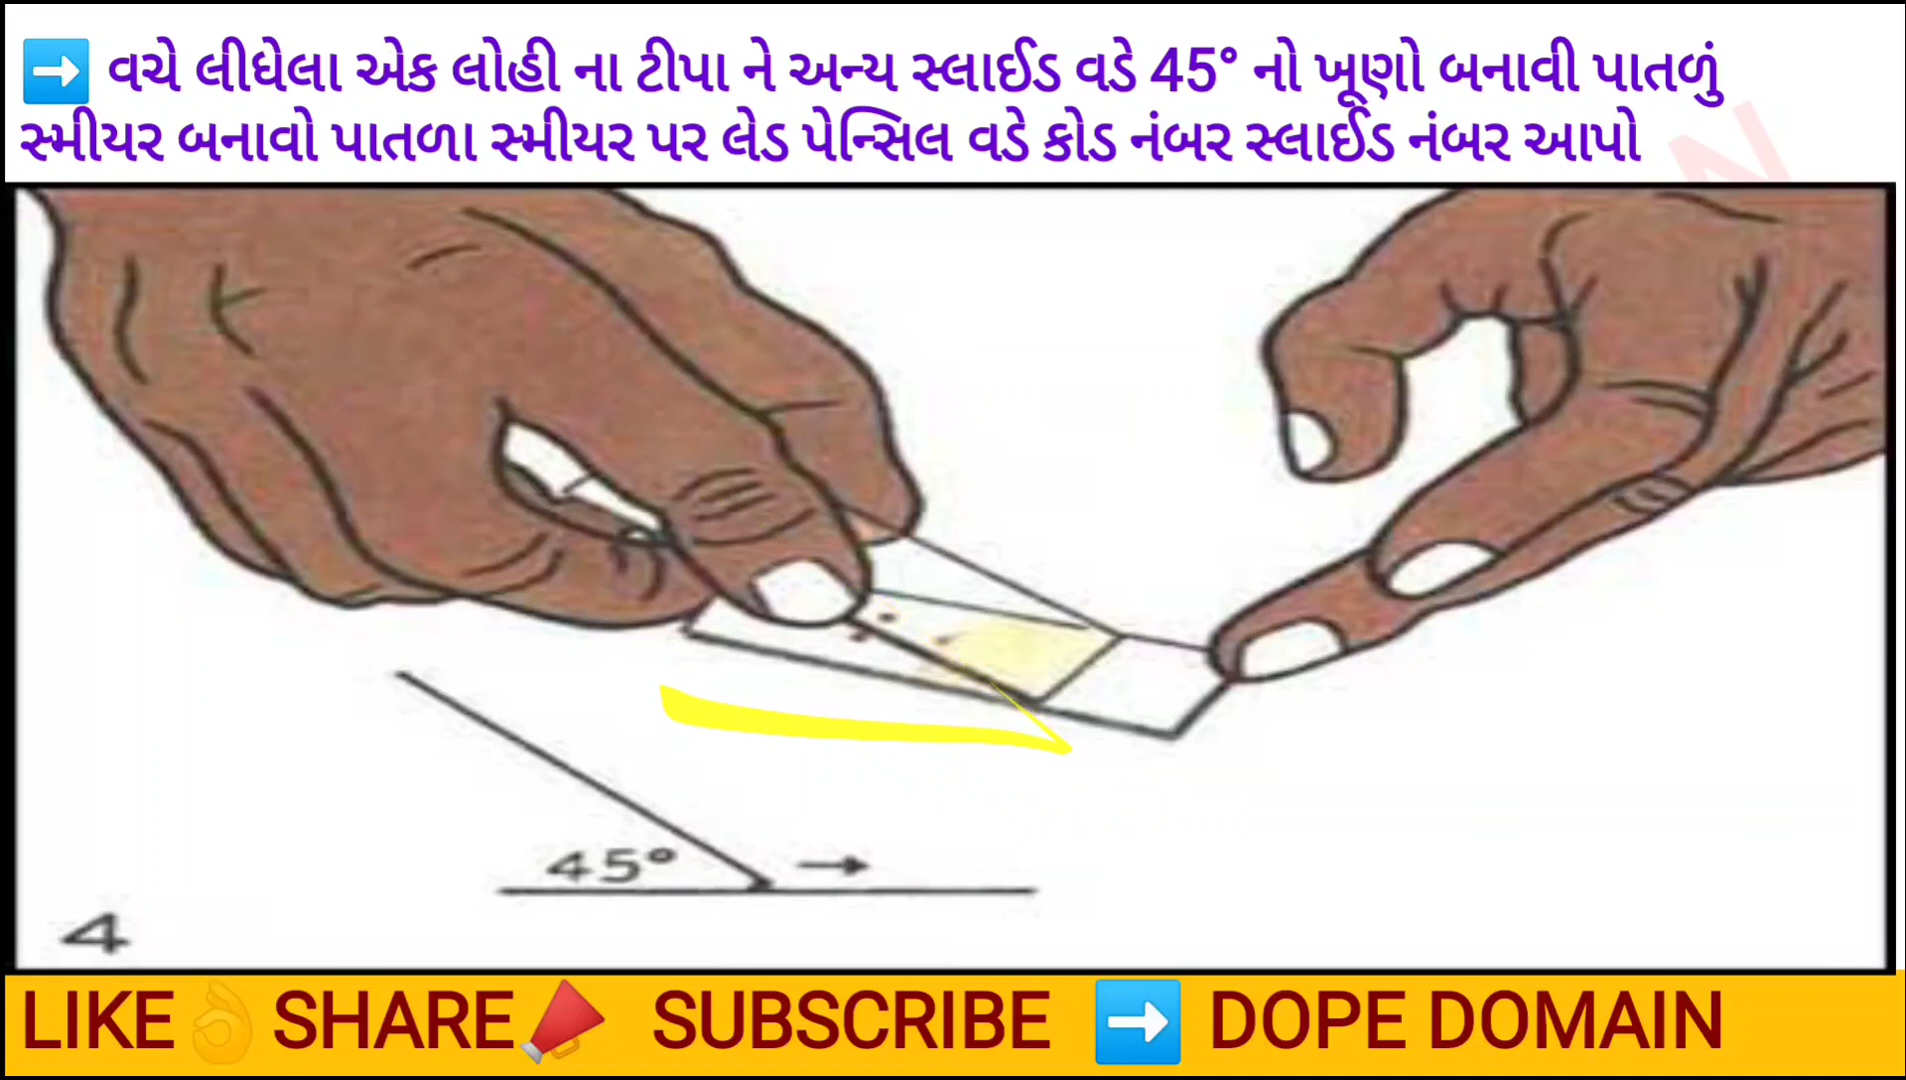 ➡️ વચે લીધેલા એક લોહી ના ટીપા ને અન્ય સ્લાઈડ વડે 45° નો ખૂણો બનાવી પાતળું
સ્મીયર બનાવો પાતળા સ્મીયર પર લેડ પેન્સિલ વડે કોડ નંબર સ્લાઈડ નંબર આપો
45°
4
LIKE👌SHARE📣 SUBSCRIBE ➡️ DOPE DOMAIN